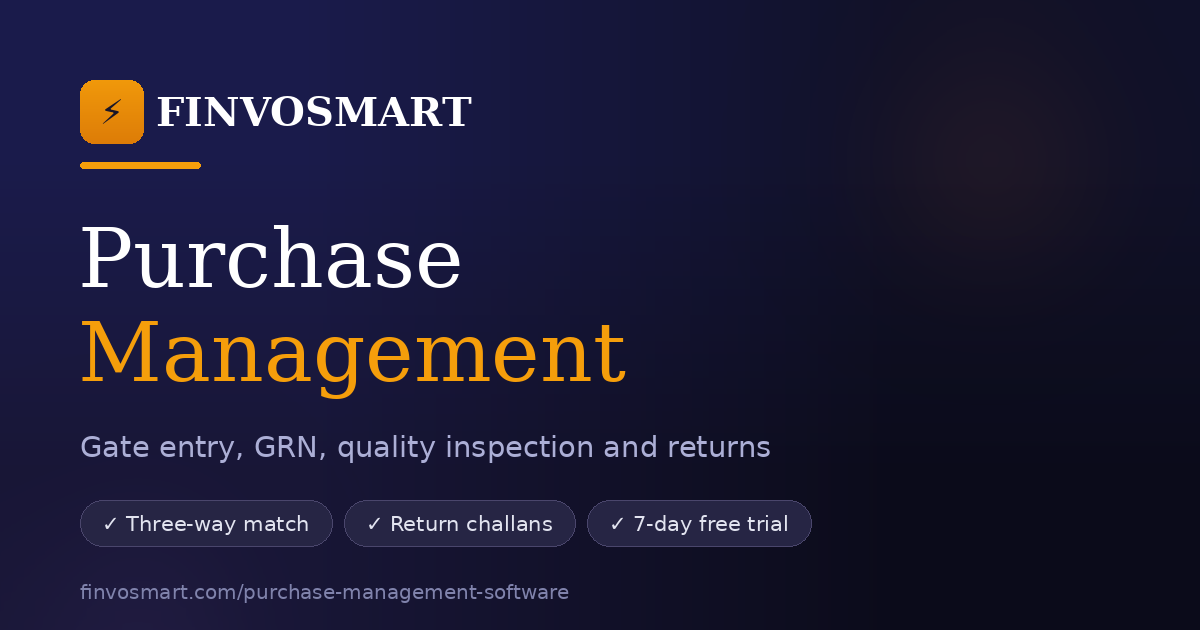 ⚡ FINVOSMART
Purchase
Management
Gate entry, GRN, quality inspection and returns
✓ Three-way match ✓ Return challans ✓ 7-day free trial
finvosmart.com/purchase-management-software